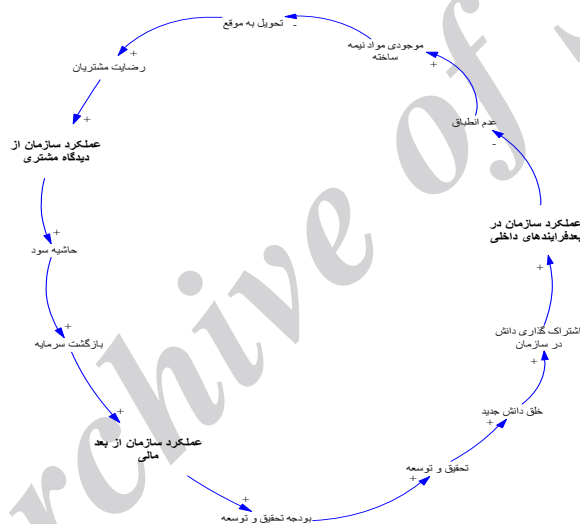 تحویل به موقع
-
موجودی مواد نیمه
ساخته
+
رضایت مشتریان
+
عدم انطباق
-
+
عملکرد سازمان از
دیدگاه مشتری
عملکرد سازمان در
بعدفرایندهای داخلی
+
+
حاشیه سود
+
بازگشت سرمایه
اشتراک گذاری دانش
در سازمان
+
+
خلق دانش جدید
+
عملکرد سازمان از بعد
مالی
تحقیق و توسعه
+
+
بودجه تحقیق و توسعه
Archive of